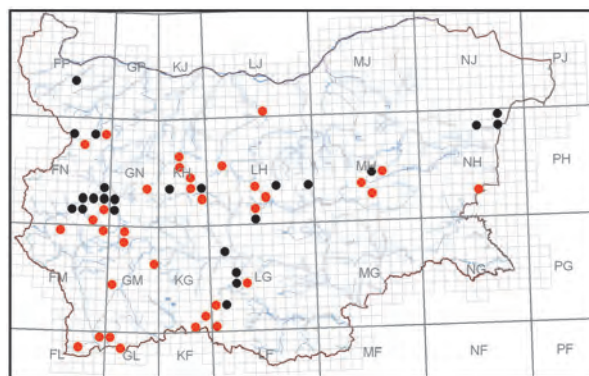 FP GP KJ LJ MJ NJ PJ
FN GN KH LH MH NH PH
FM GM KG LG MG NG PG
FL GL KF LF MF NF PF